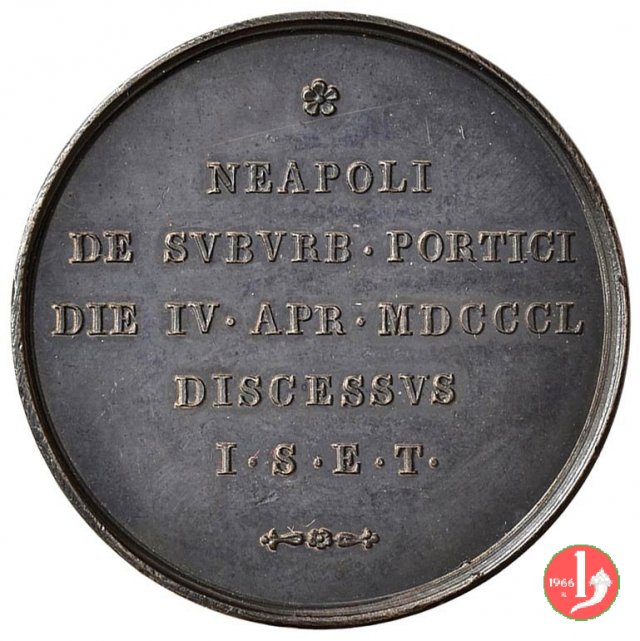 NEAPOLI
DE SVBVRB · PORTICI
DIE IV · APR · MDCCCL
DISCESSVS
I · S · E · T ·
1966